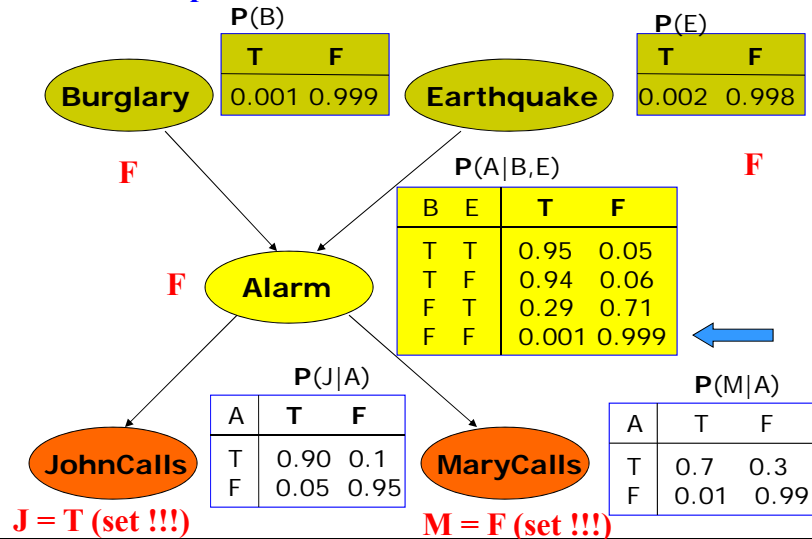 P(B)
T F
0.001 0.999
P(E)
T F
0.002 0.998
Burglary
Earthquake
F
F
P(A|B,E)
B E T F
T T 0.95 0.05
T F 0.94 0.06
F T 0.29 0.71
F F 0.001 0.999
F
Alarm
P(J|A)
A T F
T 0.90 0.1
F 0.05 0.95
P(M|A)
A T F
T 0.7 0.3
F 0.01 0.99
JohnCalls
MaryCalls
J = T (set !!!)
M = F (set !!!)